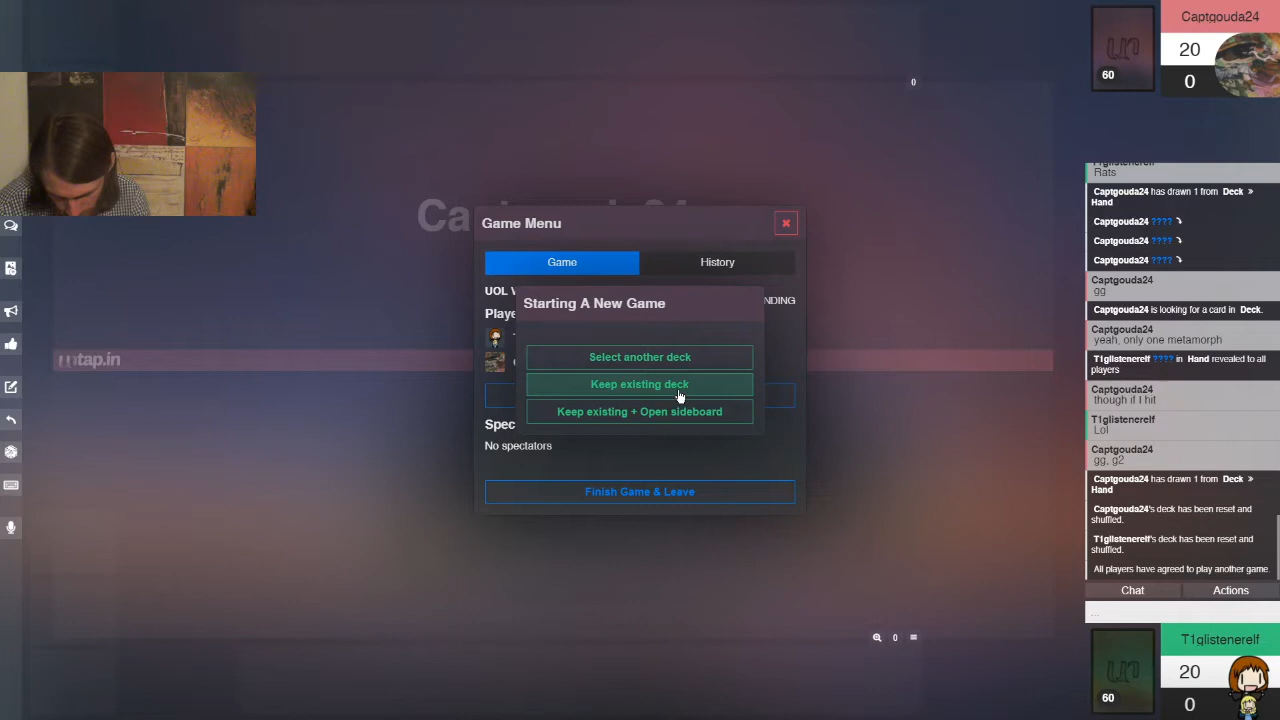 Captgouda24
20
0
60
0
Game Menu
Game
History
UOL V
NDING
Playe
Starting A New Game
Select another deck
Keep existing deck
Keep existing + Open sideboard
Spec
No spectators
Finish Game & Leave
untap.in
T1glistenerelf
Rats
Captgouda24 has drawn 1 from Deck »
Hand
Captgouda24 ????
Captgouda24 ????
Captgouda24 ????
Captgouda24
gg
Captgouda24 is looking for a card in Deck.
Captgouda24
yeah, only one metamorph
T1glistenerelf ???? in Hand revealed to all
players
Captgouda24
though if I hit
T1glistenerelf
Lol
Captgouda24
gg, g2
Captgouda24 has drawn 1 from Deck »
Hand
Captgouda24's deck has been reset and
shuffled.
T1glistenerelf's deck has been reset and
shuffled.
All players have agreed to play another game.
Chat
Actions
...
0
T1glistenerelf
20
0
60